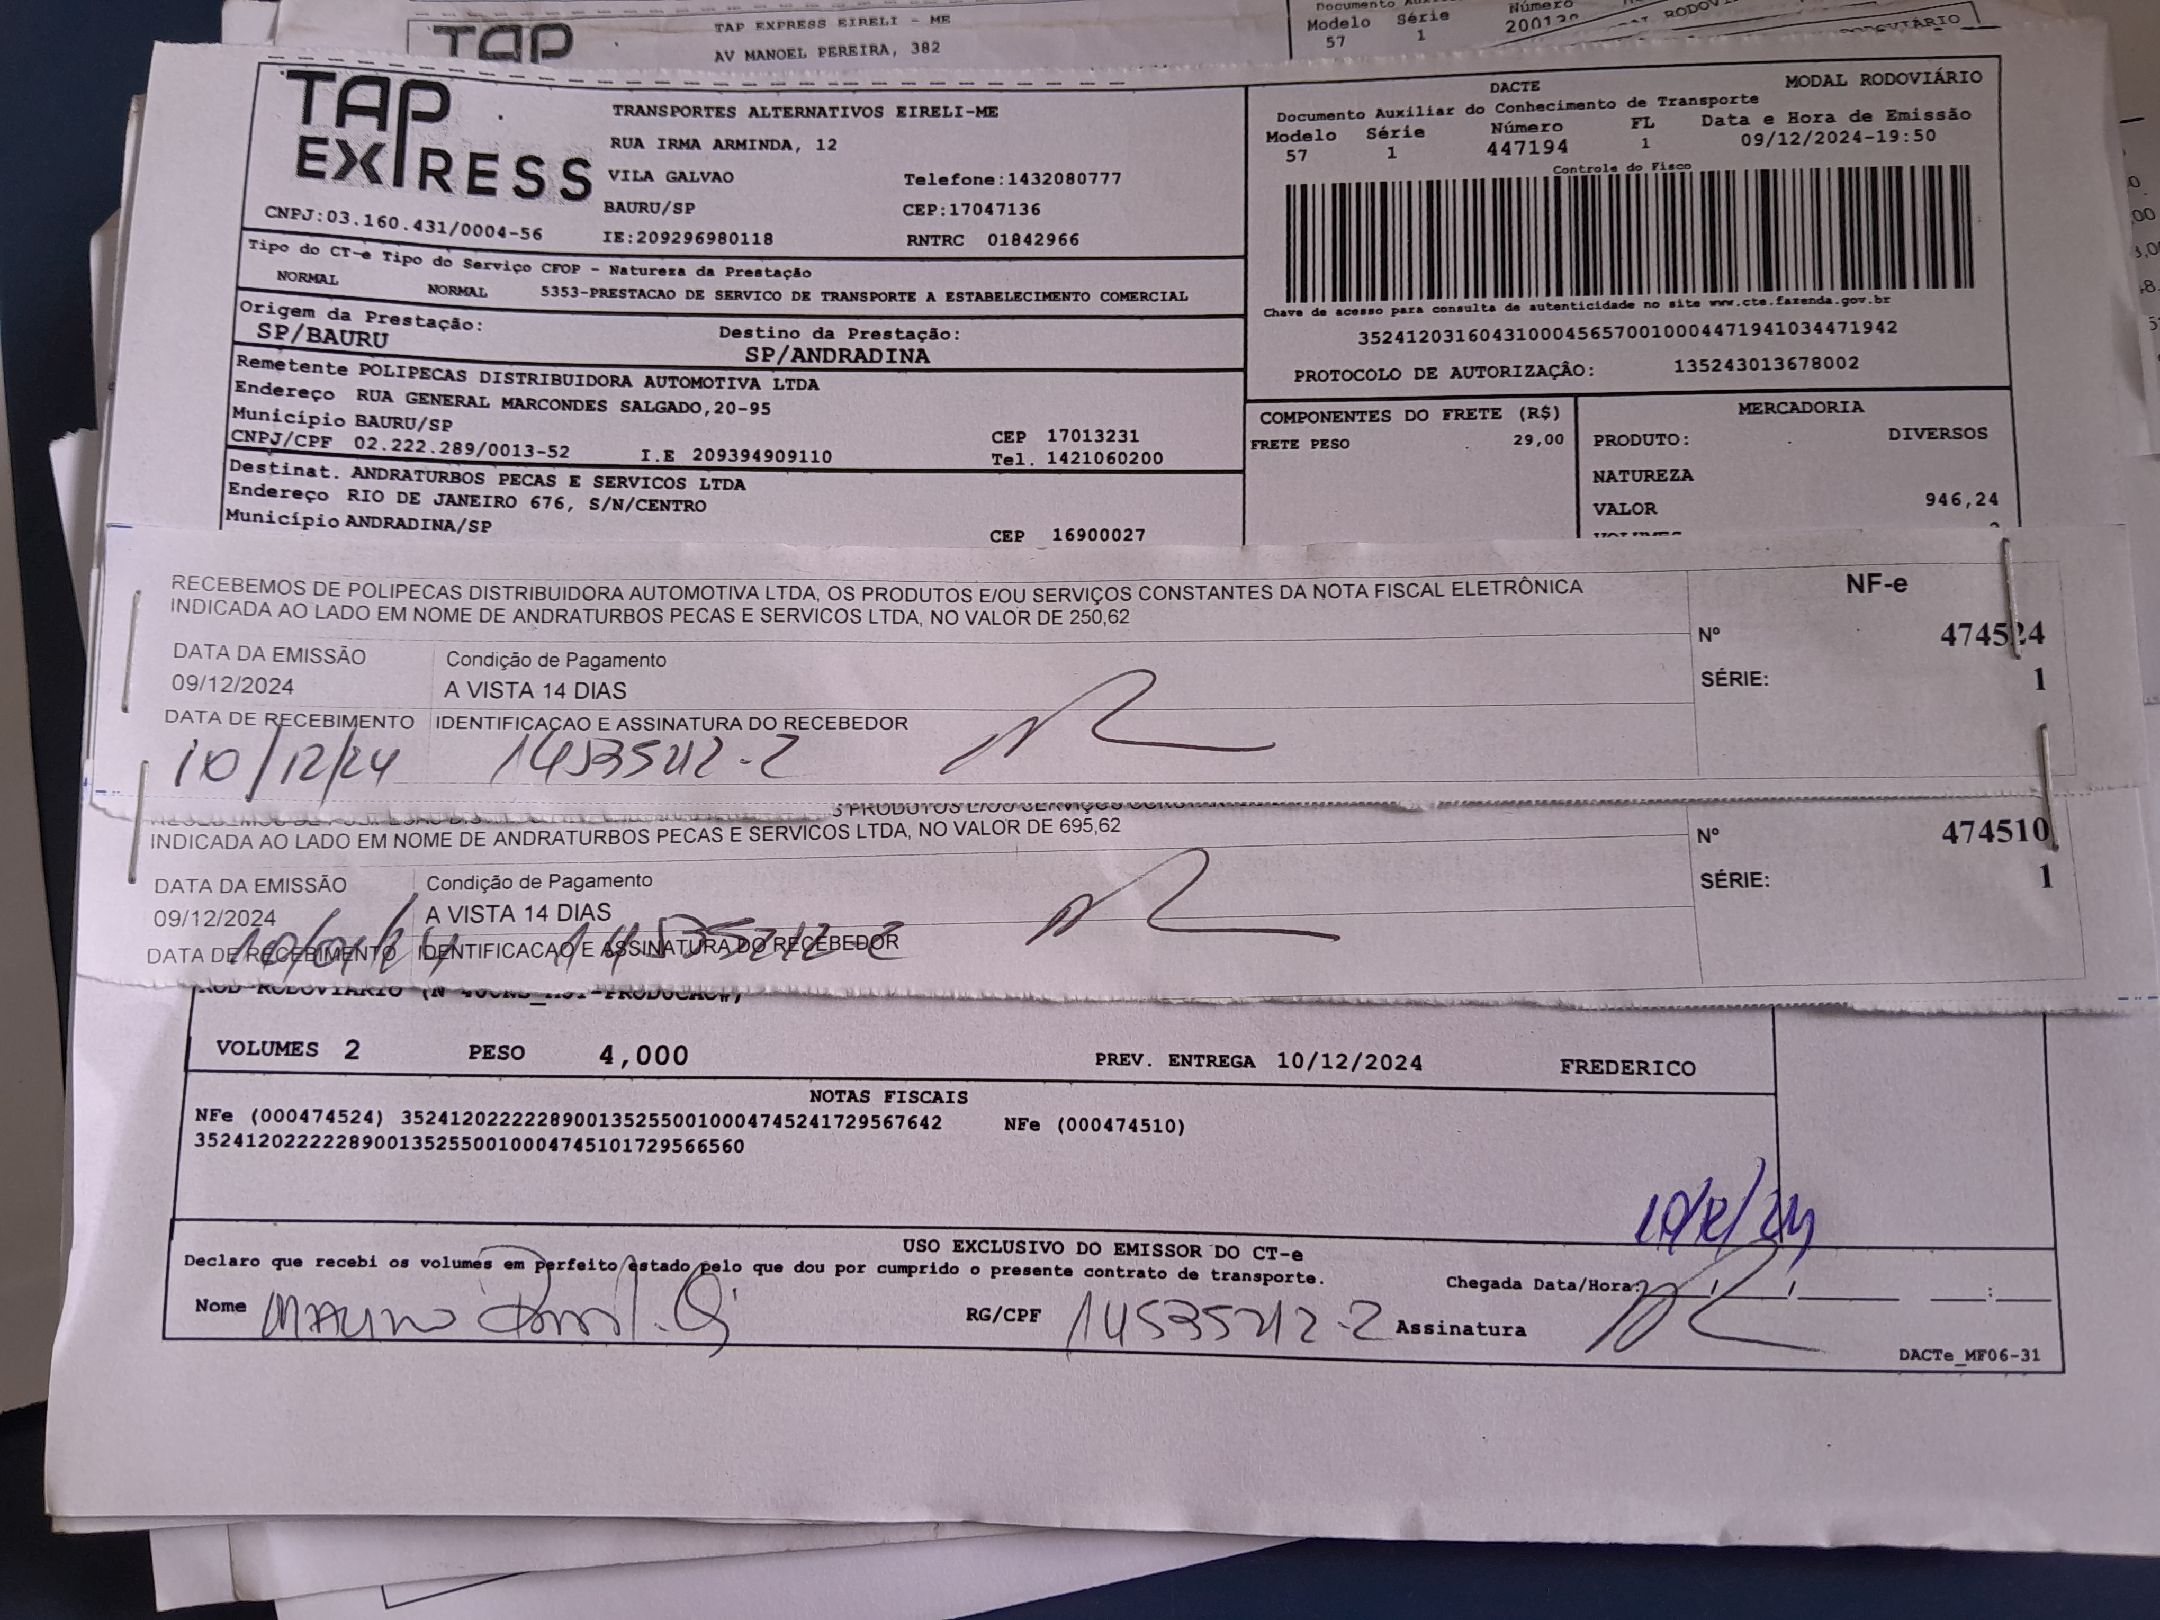 TAP EXPRESS EIRELI - ME
AV MANOEL PEREIRA, 382
TAP
Modelo Série Número
57 1
TAP EXPRESS
TRANSPORTES ALTERNATIVOS EIRELI-ME
RUA IRMA ARMINDA, 12
VILA GALVAO Telefone:1432080777
BAURU/SP CEP:17047136
CNPJ:03.160.431/0004-56 IE:209296980118 RNTRC 01842966
DACTE MODAL RODOVIÁRIO
Documento Auxiliar do Conhecimento de Transporte
Modelo Série Número FL Data e Hora de Emissão
57 1 447194 1 09/12/2024-19:50
Controle do Fisco
Chave de acesso para consulta de autenticidade no site www.cte.fazenda.gov.br
35241203160431000456570010004471941034471942
PROTOCOLO DE AUTORIZAÇÃO: 135243013678002
Tipo do CT-e Tipo do Serviço CFOP - Natureza da Prestação
NORMAL NORMAL 5353-PRESTACAO DE SERVICO DE TRANSPORTE A ESTABELECIMENTO COMERCIAL
Origem da Prestação: Destino da Prestação:
SP/BAURU SP/ANDRADINA
Remetente POLIPECAS DISTRIBUIDORA AUTOMOTIVA LTDA
Endereço RUA GENERAL MARCONDES SALGADO,20-95
Município BAURU/SP CEP 17013231
CNPJ/CPF 02.222.289/0013-52 I.E 209394909110 Tel. 1421060200
Destinat. ANDRATURBOS PECAS E SERVICOS LTDA
Endereço RIO DE JANEIRO 676, S/N/CENTRO
Município ANDRADINA/SP CEP 16900027
COMPONENTES DO FRETE (R$)
FRETE PESO 29,00
MERCADORIA
PRODUTO: DIVERSOS
NATUREZA
VALOR 946,24
RECEBEMOS DE POLIPECAS DISTRIBUIDORA AUTOMOTIVA LTDA, OS PRODUTOS E/OU SERVIÇOS CONSTANTES DA NOTA FISCAL ELETRÔNICA
INDICADA AO LADO EM NOME DE ANDRATURBOS PECAS E SERVICOS LTDA, NO VALOR DE 250,62
NF-e
Nº 474524
SÉRIE: 1
DATA DA EMISSÃO Condição de Pagamento
09/12/2024 A VISTA 14 DIAS
DATA DE RECEBIMENTO IDENTIFICAÇAO E ASSINATURA DO RECEBEDOR
10/12/24 14535212-2
INDICADA AO LADO EM NOME DE ANDRATURBOS PECAS E SERVICOS LTDA, NO VALOR DE 695,62
Nº 474510
SÉRIE: 1
DATA DA EMISSÃO Condição de Pagamento
09/12/2024 A VISTA 14 DIAS
DATA DE RECEBIMENTO IDENTIFICAÇAO E ASSINATURA DO RECEBEDOR
14535212-2
VOLUMES 2 PESO 4,000 PREV. ENTREGA 10/12/2024 FREDERICO
NOTAS FISCAIS
NFe (000474524) 35241202222289001352550010004745241729567642 NFe (000474510)
35241202222289001352550010004745101729566560
10/12/24
USO EXCLUSIVO DO EMISSOR DO CT-e
Declaro que recebi os volumes em perfeito estado pelo que dou por cumprido o presente contrato de transporte.
Chegada Data/Hora: / / :
Nome RG/CPF 14535212-2 Assinatura
DACTe_MF06-31